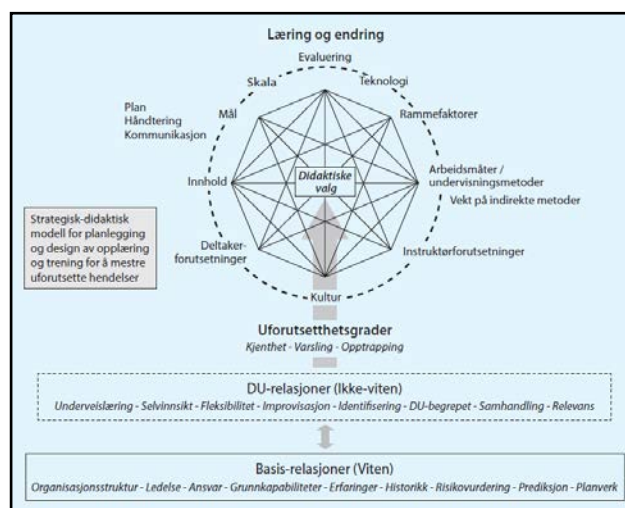 Læring og endring
Evaluering
Skala
Teknologi
Plan
Håndtering
Kommunikasjon
Mål
Rammefaktorer
Didaktiske
valg
Innhold
Arbeidsmåter /
undervisningsmetoder
Vekt på indirekte metoder
Strategisk-didaktisk
modell for planlegging
og design av opplæring
og trening for å mestre
uforutsette hendelser
Deltaker-
forutsetninger
Instruktørforutsetninger
Kultur
Uforutsetthetsgrader
Kjenthet - Varsling - Opptrapping
DU-relasjoner (Ikke-viten)
Underveislæring - Selvinnsikt - Fleksibilitet - Improvisasjon - Identifisering - DU-begrepet - Samhandling - Relevans
Basis-relasjoner (Viten)
Organisasjonsstruktur - Ledelse - Ansvar - Grunnkapabiliteter - Erfaringer - Historikk - Risikovurdering - Prediksjon - Planverk